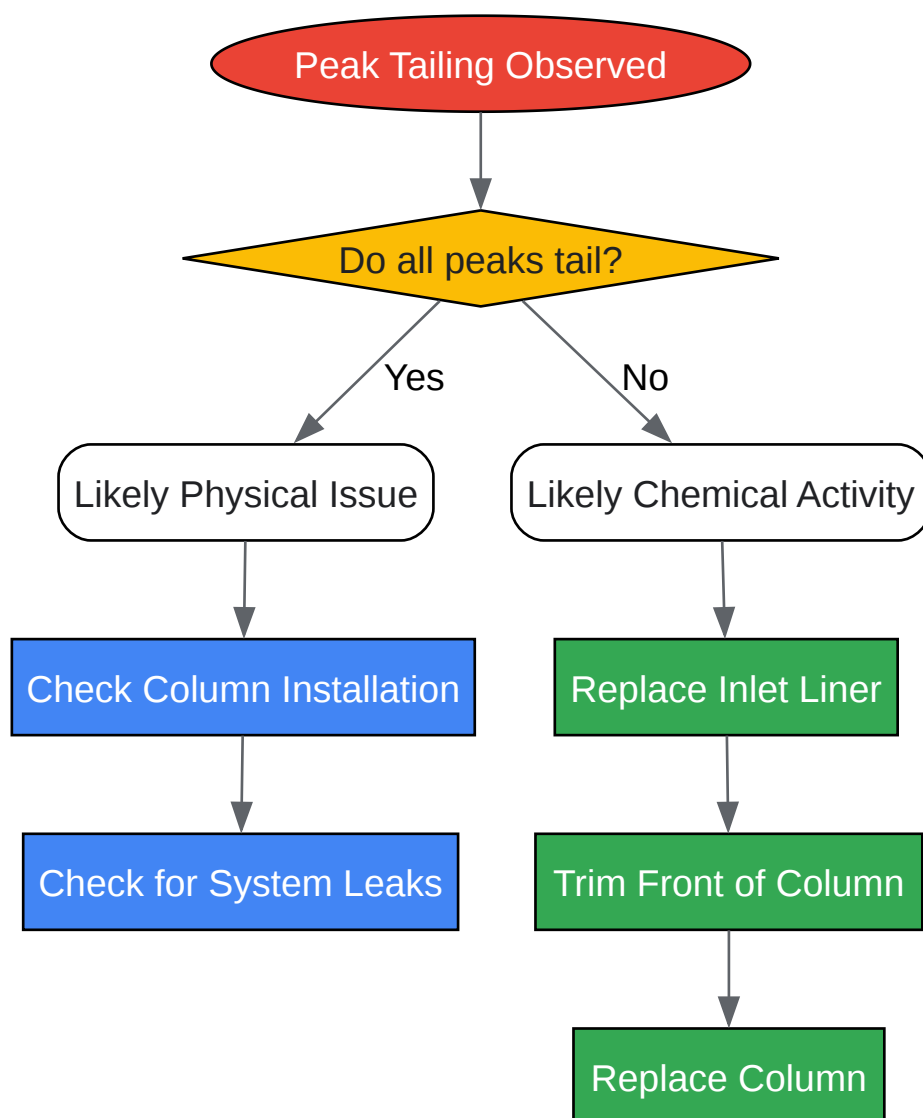 Peak Tailing Observed
Do all peaks tail?
Yes
No
Likely Physical Issue
Likely Chemical Activity
Check Column Installation
Replace Inlet Liner
Check for System Leaks
Trim Front of Column
Replace Column